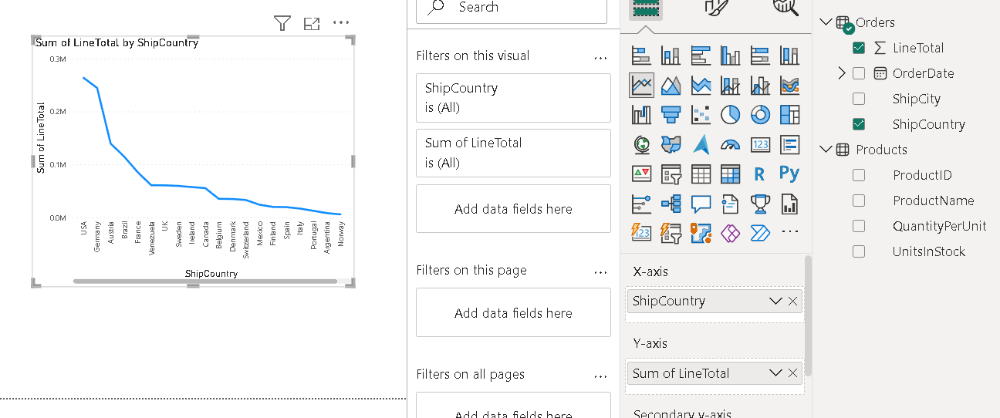 Sum of LineTotal by ShipCountry
0.3M
0.2M
0.1M
0.0M
Sum of LineTotal
USA
Germany
Austria
Brazil
France
Venezuela
UK
Sweden
Ireland
Canada
Belgium
Denmark
Switzerland
Mexico
Finland
Spain
Italy
Portugal
Argentina
Norway
ShipCountry
Search
Filters on this visual
ShipCountry
is (All)
Sum of LineTotal
is (All)
Add data fields here
Filters on this page
Add data fields here
Filters on all pages
Add data fields here
123
R
Py
123
X-axis
ShipCountry
Y-axis
Sum of LineTotal
Secondary y-axis
Orders
LineTotal
OrderDate
ShipCity
ShipCountry
Products
ProductID
ProductName
QuantityPerUnit
UnitsInStock